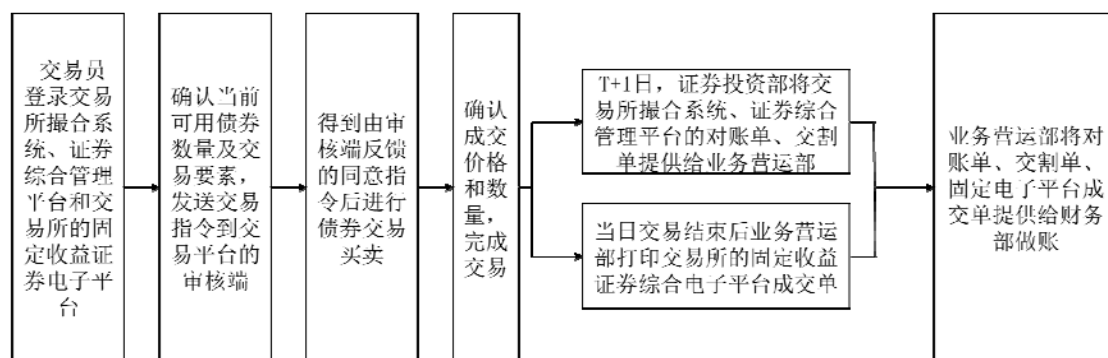 交易员
登录交易
所撮合系
统、证券
综合管理
平台和交
易所的固
定收益证
券电子平
台
确认当前
可用债券
数量及交
易要素，
发送交易
指令到交
易平台的
审核端
得到由审
核端反馈
的同意指
令后进行
债券交易
买卖
确认
成交
价格
和数
量，
完成
交易
T+1日，证券投资部将交
易所撮合系统、证券综合
管理平台的对账单、交割
单提供给业务营运部
当日交易结束后业务营运
部打印交易所的固定收益
证券综合电子平台成交单
业务营运部将对
账单、交割单、
固定电子平台成
交单提供给财务
部做账